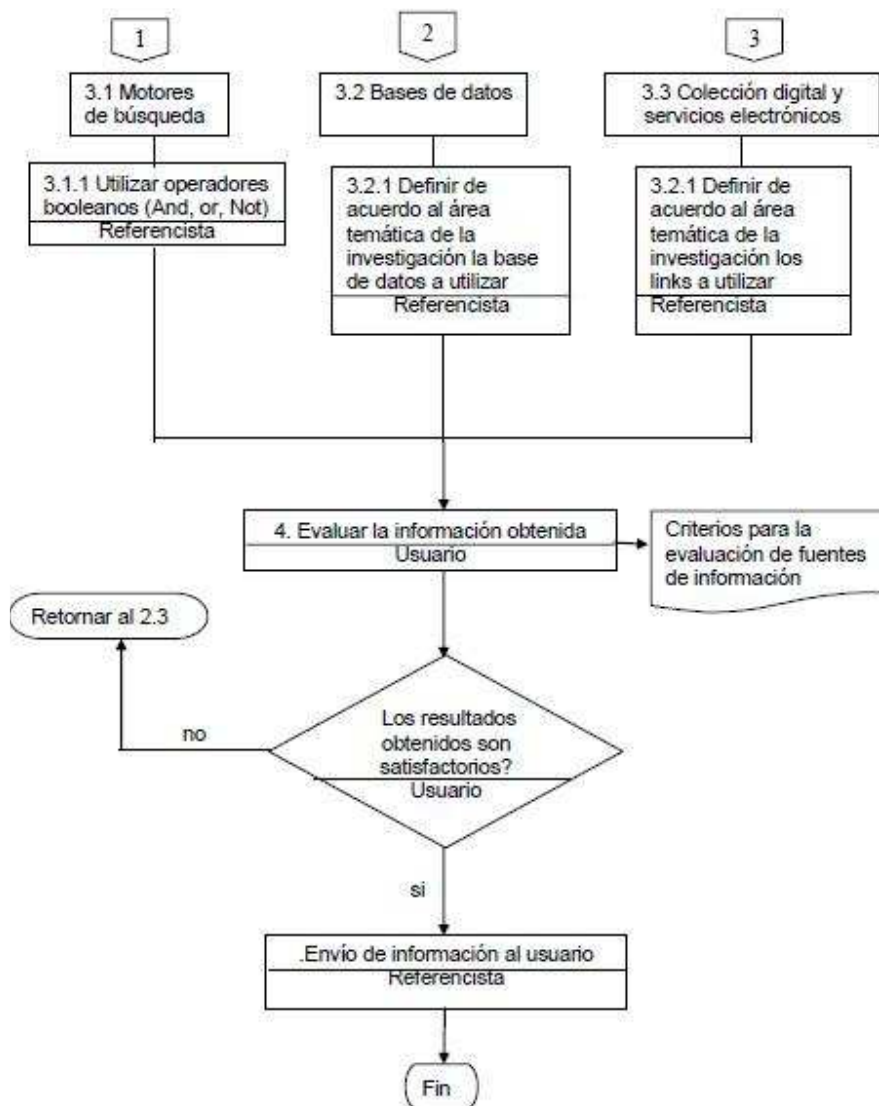 1
2
3
3.1 Motores
de búsqueda
3.2 Bases de datos
3.3 Colección digital y
servicios electrónicos
3.1.1 Utilizar operadores
booleanos (And, or, Not)
Referencista
3.2.1 Definir de
acuerdo al área
temática de la
investigación la base
de datos a utilizar
Referencista
3.2.1 Definir de
acuerdo al área
temática de la
investigación los
links a utilizar
Referencista
4. Evaluar la información obtenida
Usuario
Criterios para la
evaluación de fuentes
de información
Retornar al 2.3
no
Los resultados
obtenidos son
satisfactorios?
Usuario
si
.Envío de información al usuario
Referencista
Fin